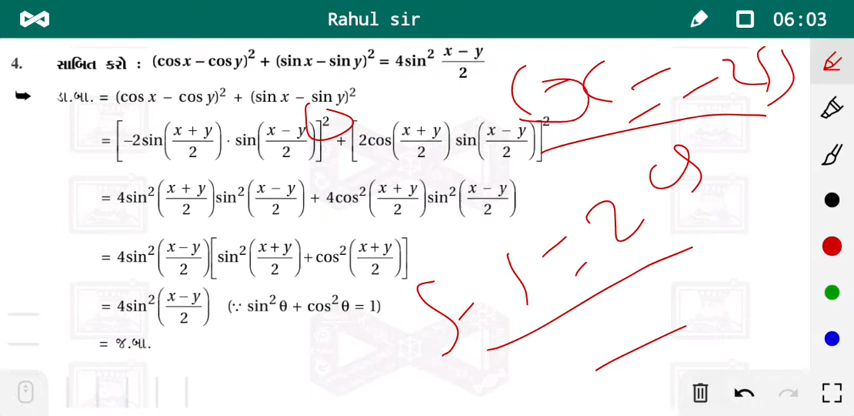 Rahul sir
06:03
4. સાબિત કરો : (cos x – cos y)² + (sin x – sin y)² = 4 sin² (x – y)/2
➥ ડા.બા. = (cos x – cos y)² + (sin x – sin y)²
= [–2sin((x + y)/2) · sin((x – y)/2)]² + [2cos((x + y)/2) sin((x – y)/2)]²
= 4sin²((x + y)/2) sin²((x – y)/2) + 4cos²((x + y)/2) sin²((x – y)/2)
= 4sin²((x – y)/2) [sin²((x + y)/2) + cos²((x + y)/2)]
= 4sin²((x – y)/2) (∵ sin²θ + cos²θ = 1)
= જ.બા.